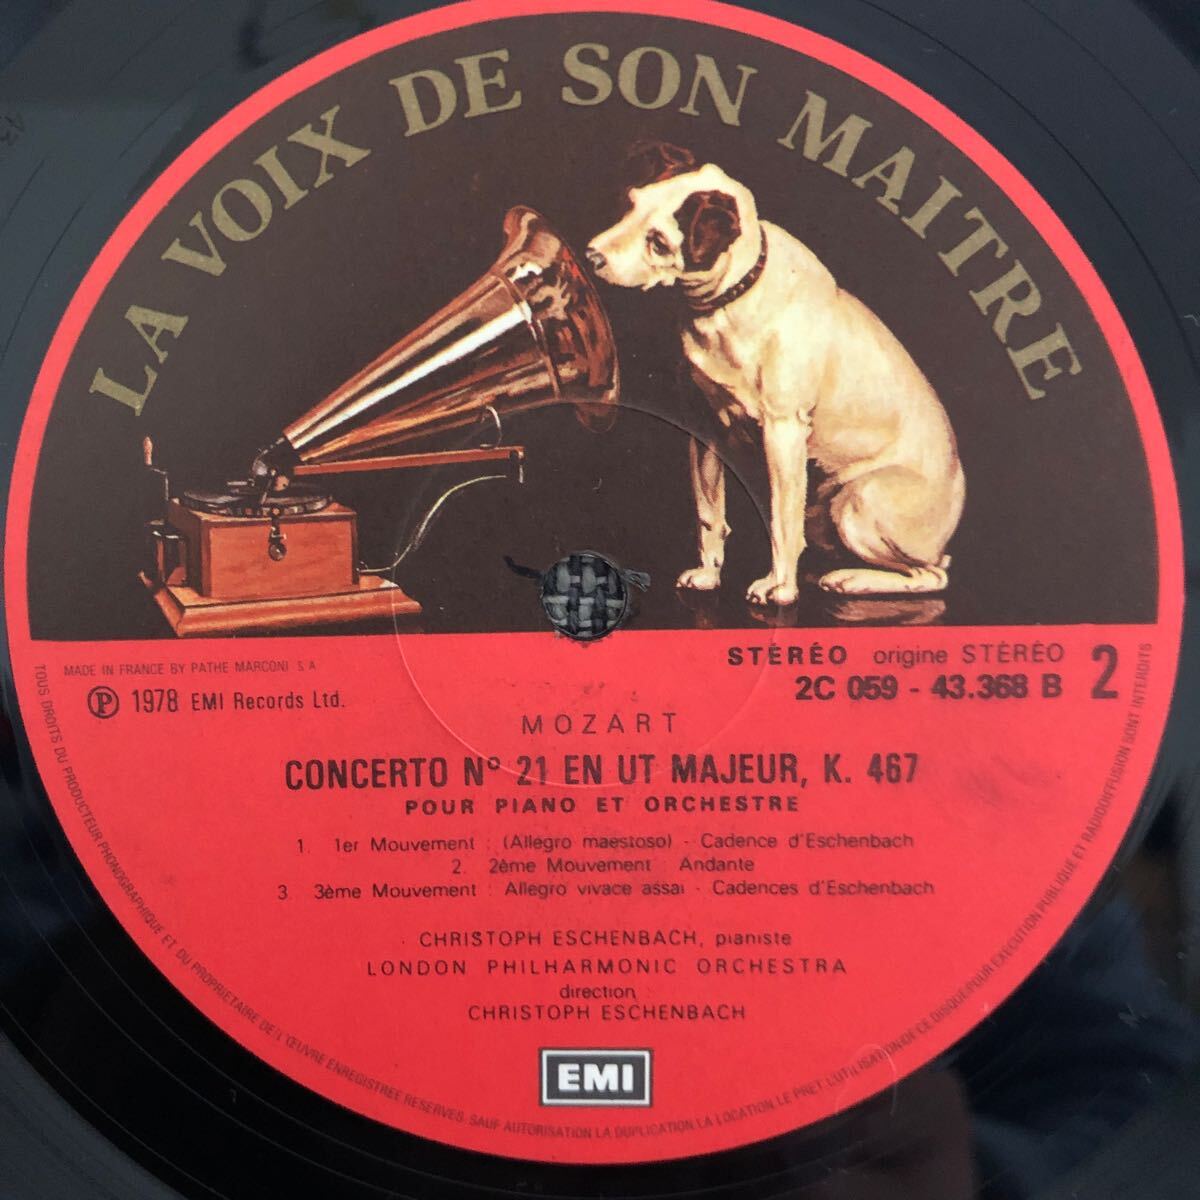 LA VOIX DE SON MAITRE
MADE IN FRANCE BY PATHE MARCONI S A
Ⓟ 1978 EMI Records Ltd.
STÉRÉO origine STÉRÉO
2C 059 - 43.368 B 2
MOZART
CONCERTO Nº 21 EN UT MAJEUR, K. 467
POUR PIANO ET ORCHESTRE
1. 1er Mouvement : (Allegro maestoso) - Cadence d'Eschenbach
2. 2ème Mouvement : Andante
3. 3ème Mouvement : Allegro vivace assai - Cadences d'Eschenbach
CHRISTOPH ESCHENBACH, pianiste
LONDON PHILHARMONIC ORCHESTRA
direction :
CHRISTOPH ESCHENBACH
EMI
TOUS DROITS DU PRODUCTEUR PHONOGRAPHIQUE ET DU PROPRIETAIRE DE L'ŒUVRE ENREGISTREE RESERVES. SAUF AUTORISATION LA DUPLICATION LA LOCATION LE PRET L'UTILISATION DE CE DISQUE POUR EXECUTION PUBLIQUE ET RADIODIFFUSION SONT INTERDITS